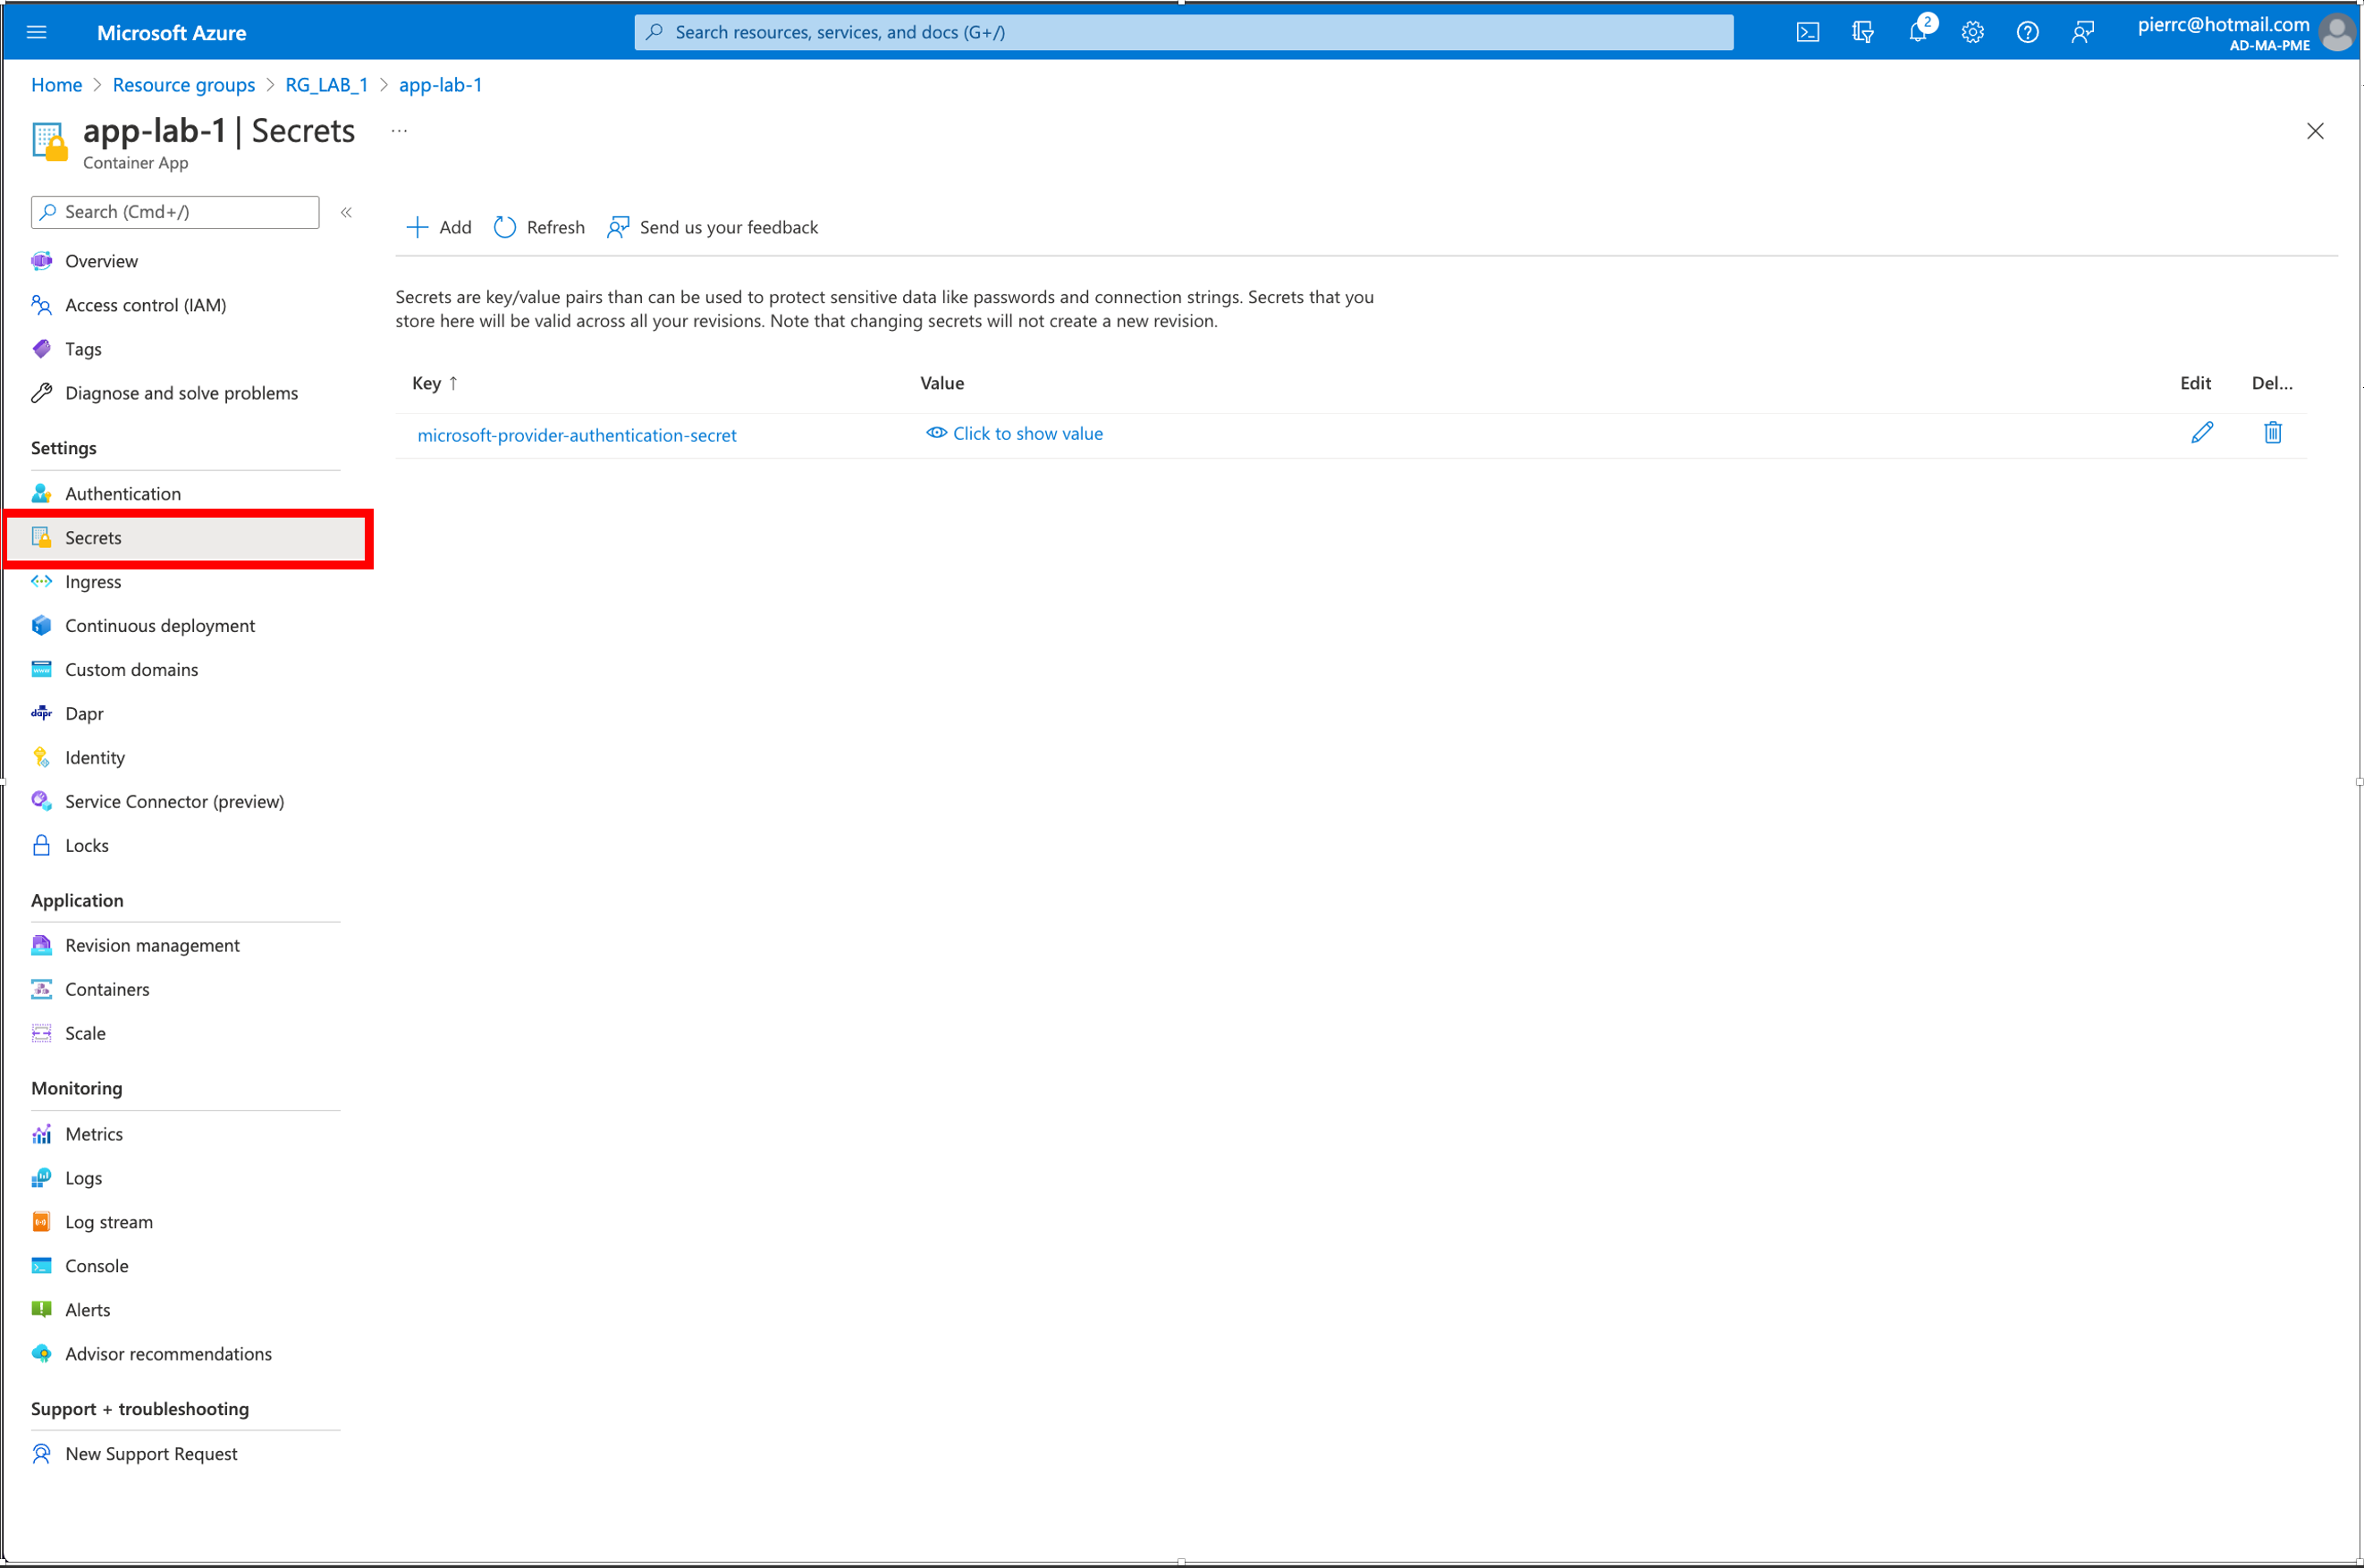 Microsoft Azure
Search resources, services, and docs (G+/)
2
pierrc@hotmail.com
AD-MA-PME
Home > Resource groups > RG_LAB_1 > app-lab-1
app-lab-1 | Secrets ...
Container App
Search (Cmd+/)
«
Overview
Access control (IAM)
Tags
Diagnose and solve problems
Settings
Authentication
Secrets
Ingress
Continuous deployment
Custom domains
dapr Dapr
Identity
Service Connector (preview)
Locks
Application
Revision management
Containers
Scale
Monitoring
Metrics
Logs
Log stream
Console
Alerts
Advisor recommendations
Support + troubleshooting
New Support Request
Add Refresh Send us your feedback
Secrets are key/value pairs than can be used to protect sensitive data like passwords and connection strings. Secrets that you
store here will be valid across all your revisions. Note that changing secrets will not create a new revision.
Key ↑ Value Edit Del...
microsoft-provider-authentication-secret Click to show value